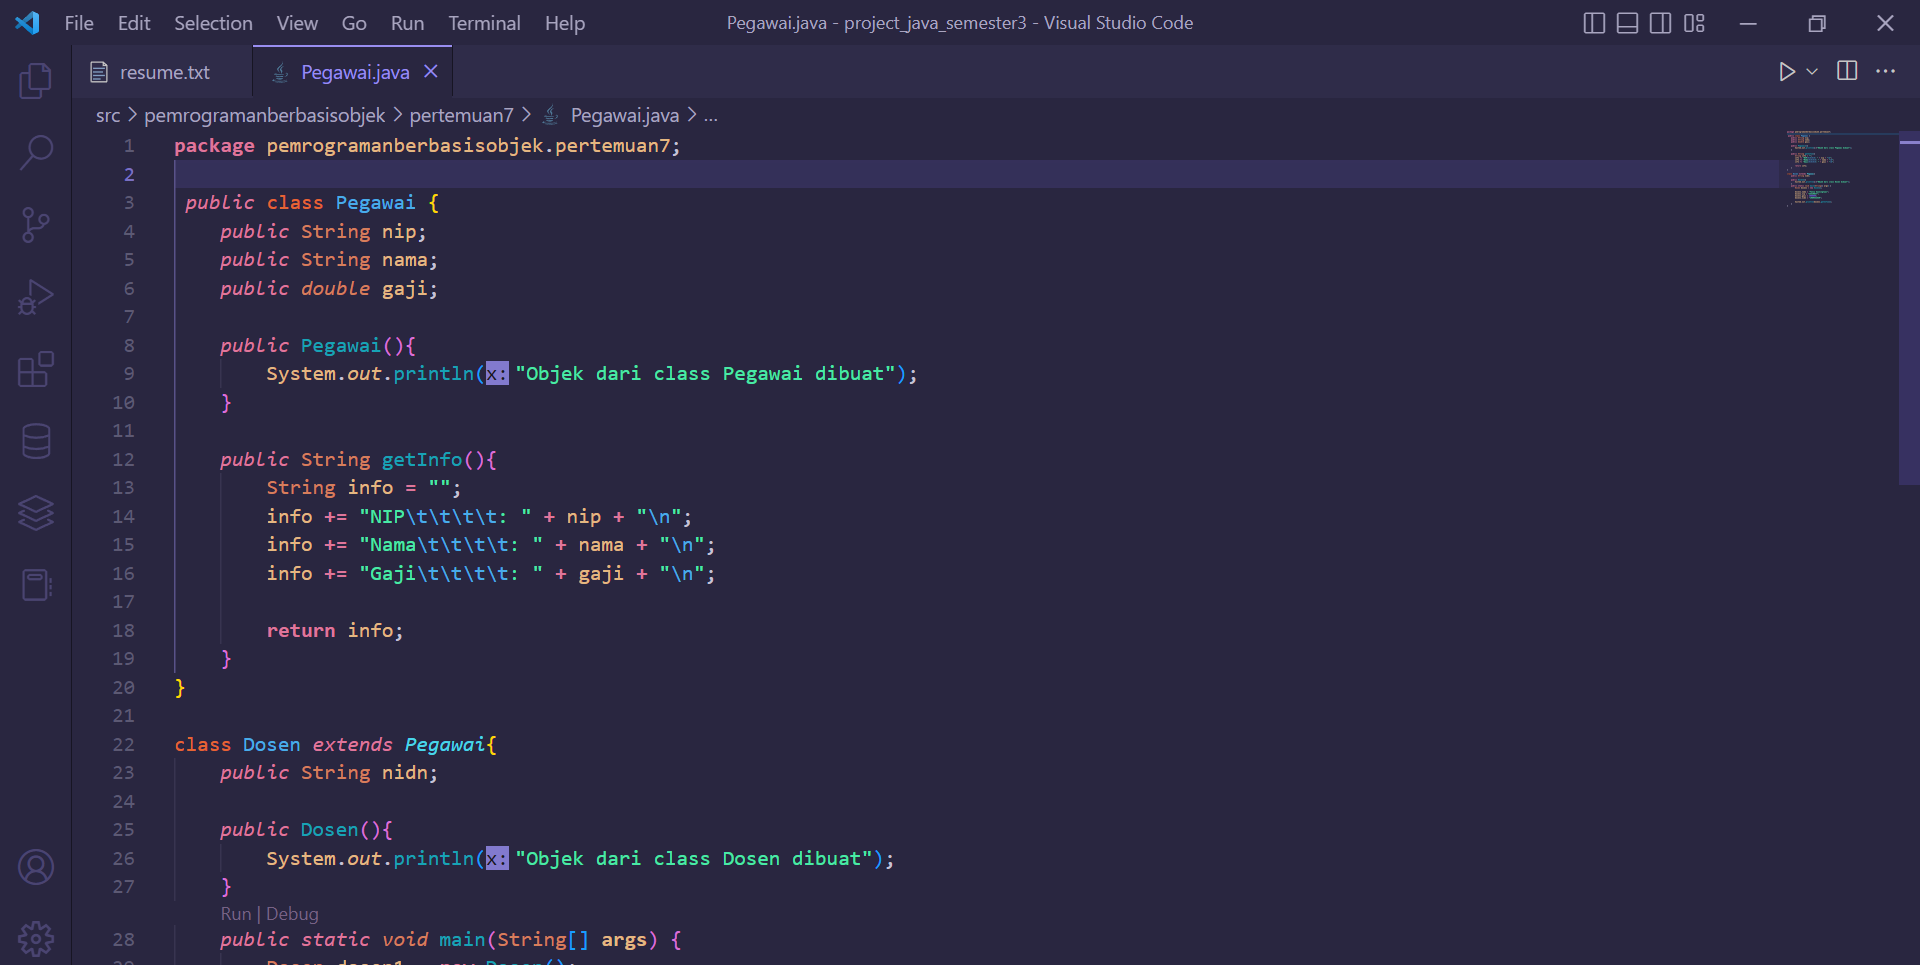 File Edit Selection View Go Run Terminal Help Pegawai.java - project_java_semester3 - Visual Studio Code
resume.txt Pegawai.java
src > pemrogramanberbasisobjek > pertemuan7 > Pegawai.java > ...
1 package pemrogramanberbasisobjek.pertemuan7;
2
3 public class Pegawai {
4 public String nip;
5 public String nama;
6 public double gaji;
7
8 public Pegawai(){
9 System.out.println(x: "Objek dari class Pegawai dibuat");
10 }
11
12 public String getInfo(){
13 String info = "";
14 info += "NIP\t\t\t\t: " + nip + "\n";
15 info += "Nama\t\t\t\t: " + nama + "\n";
16 info += "Gaji\t\t\t\t: " + gaji + "\n";
17
18 return info;
19 }
20 }
21
22 class Dosen extends Pegawai{
23 public String nidn;
24
25 public Dosen(){
26 System.out.println(x: "Objek dari class Dosen dibuat");
27 }
Run | Debug
28 public static void main(String[] args) {
29 Dosen dosen1 = new Dosen();